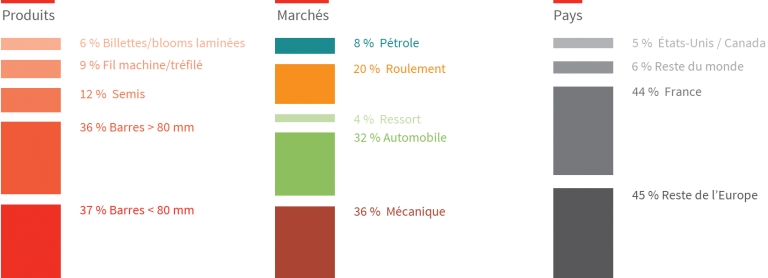 Produits
6 % Billettes/blooms laminées
9 % Fil machine/tréfilé
12 % Semis
36 % Barres > 80 mm
37 % Barres < 80 mm
Marchés
8 % Pétrole
20 % Roulement
4 % Ressort
32 % Automobile
36 % Mécanique
Pays
5 % États-Unis / Canada
6 % Reste du monde
44 % France
45 % Reste de l’Europe